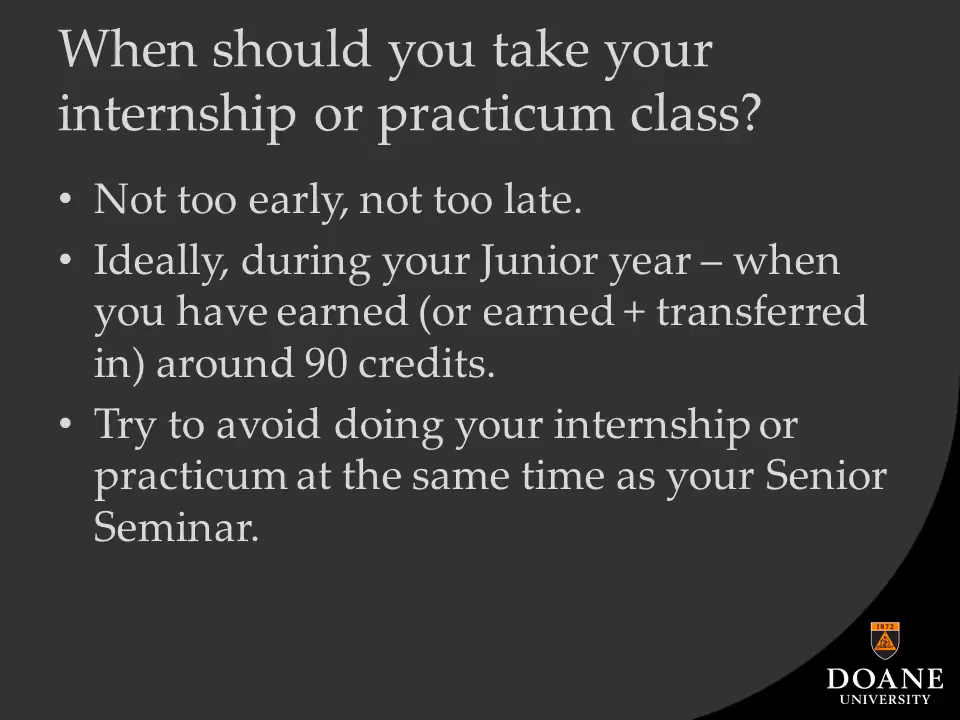 When should you take your
internship or practicum class?
• Not too early, not too late.
• Ideally, during your Junior year – when
you have earned (or earned + transferred
in) around 90 credits.
• Try to avoid doing your internship or
practicum at the same time as your Senior
Seminar.
1872
DOANE
UNIVERSITY